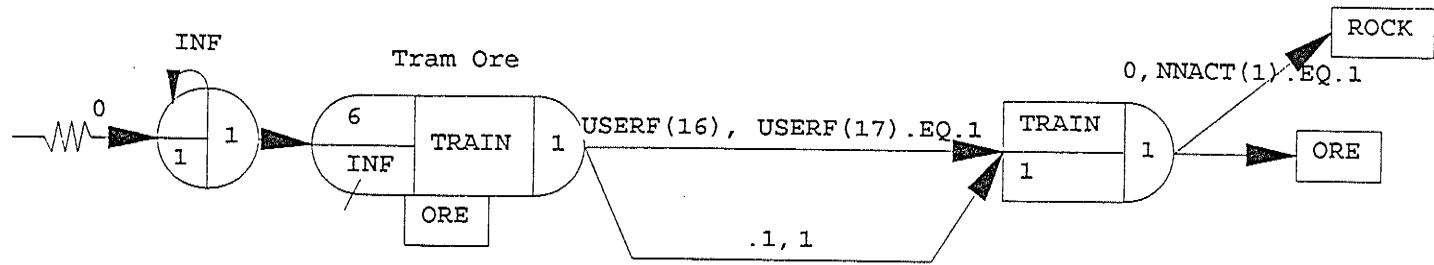 INF
0
1
1
Tram Ore
6
INF
TRAIN
1
ORE
USERF(16), USERF(17).EQ.1
.1, 1
TRAIN
1
1
0, NNACT(1).EQ.1
ROCK
ORE